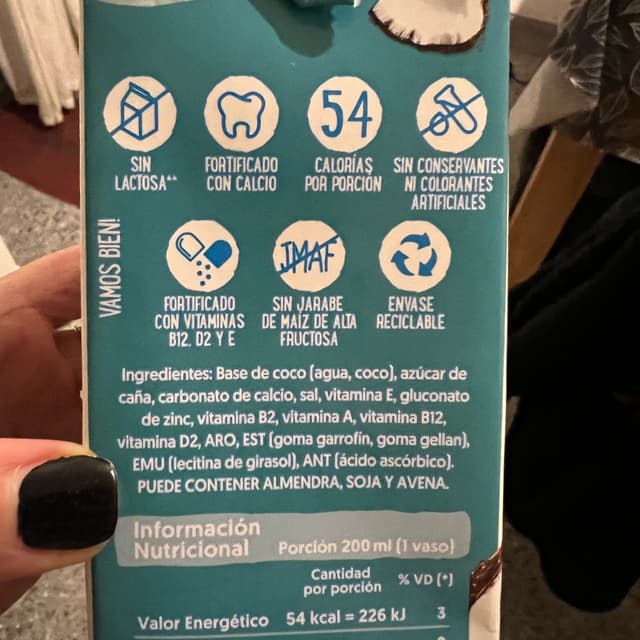 54
SIN
LACTOSA**
FORTIFICADO
CON CALCIO
CALORÍAS
POR PORCIÓN
SIN CONSERVANTES
NI COLORANTES
ARTIFICIALES
VAMOS BIEN!
JMAF
FORTIFICADO
CON VITAMINAS
B12, D2 Y E
SIN JARABE
DE MAÍZ DE ALTA
FRUCTOSA
ENVASE
RECICLABLE
Ingredientes: Base de coco (agua, coco), azúcar de
caña, carbonato de calcio, sal, vitamina E, gluconato
de zinc, vitamina B2, vitamina A, vitamina B12,
vitamina D2, ARO, EST (goma garrofín, goma gellan),
EMU (lecitina de girasol), ANT (ácido ascórbico).
PUEDE CONTENER ALMENDRA, SOJA Y AVENA.
Información
Nutricional Porción 200 ml (1 vaso)
Cantidad
por porción % VD (*)
Valor Energético 54 kcal = 226 kJ 3